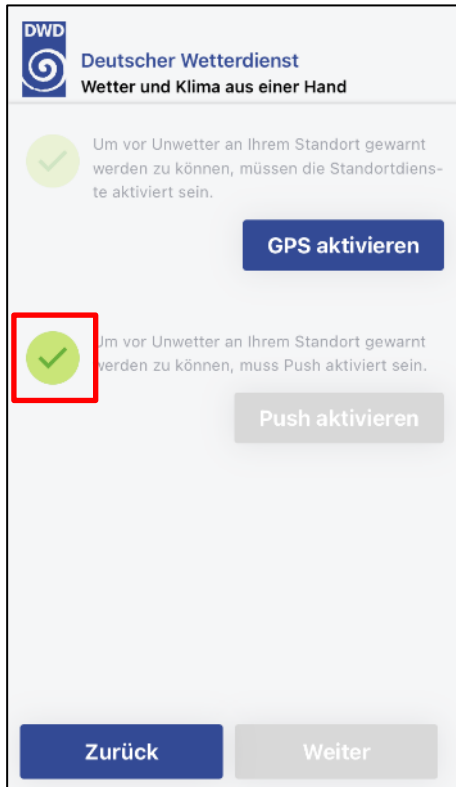 DWD
Deutscher Wetterdienst
Wetter und Klima aus einer Hand
Um vor Unwetter an Ihrem Standort gewarnt
werden zu können, müssen die Standortdiens-
te aktiviert sein.
GPS aktivieren
Um vor Unwetter an Ihrem Standort gewarnt
werden zu können, muss Push aktiviert sein.
Push aktivieren
Zurück
Weiter